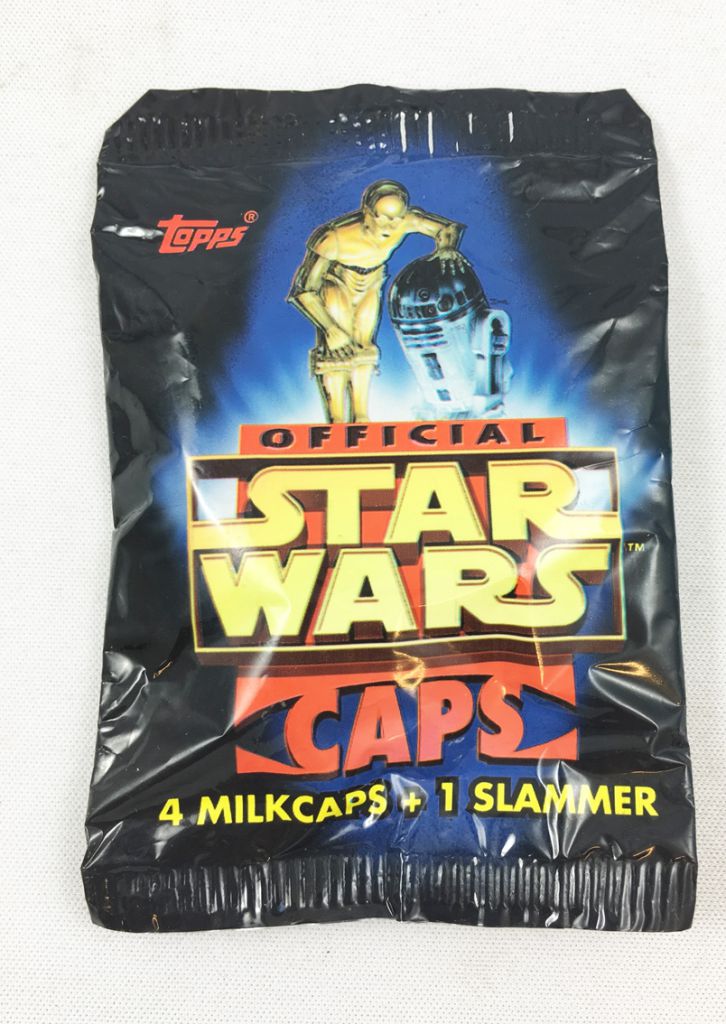 Topps®
OFFICIAL
STAR
WARS™
CAPS
4 MILKCAPS + 1 SLAMMER